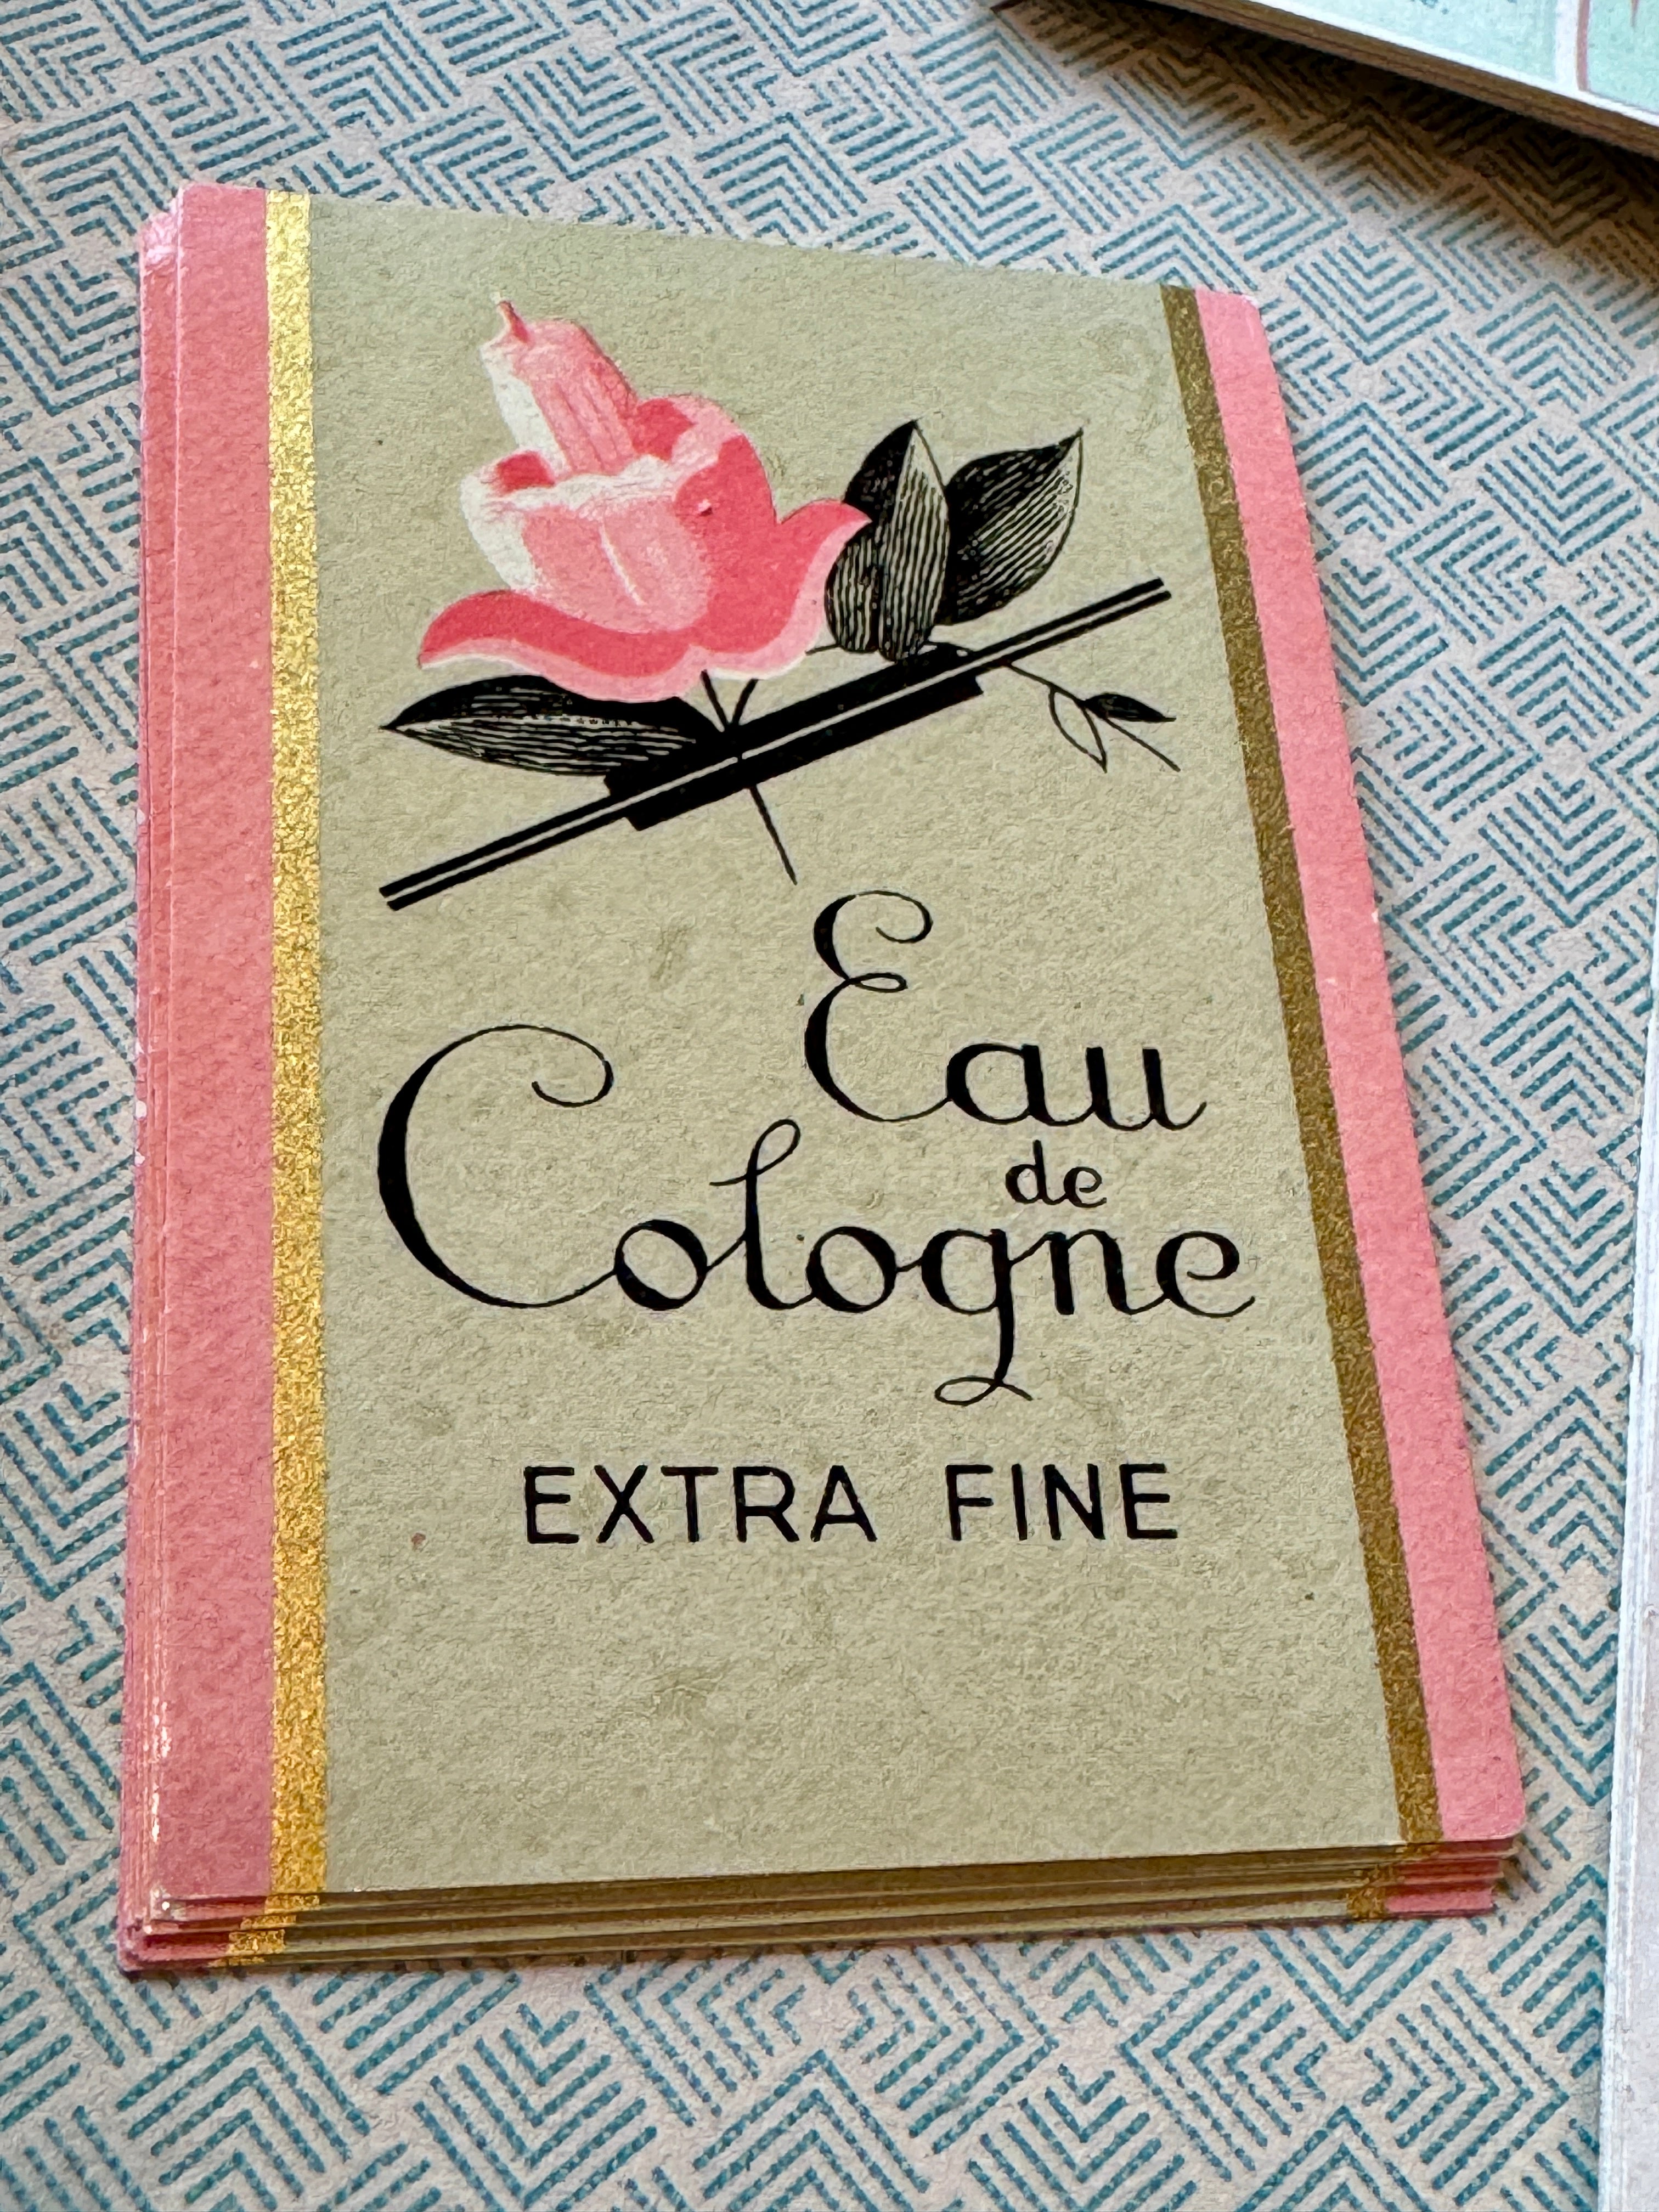 Eau
de
Cologne
EXTRA FINE